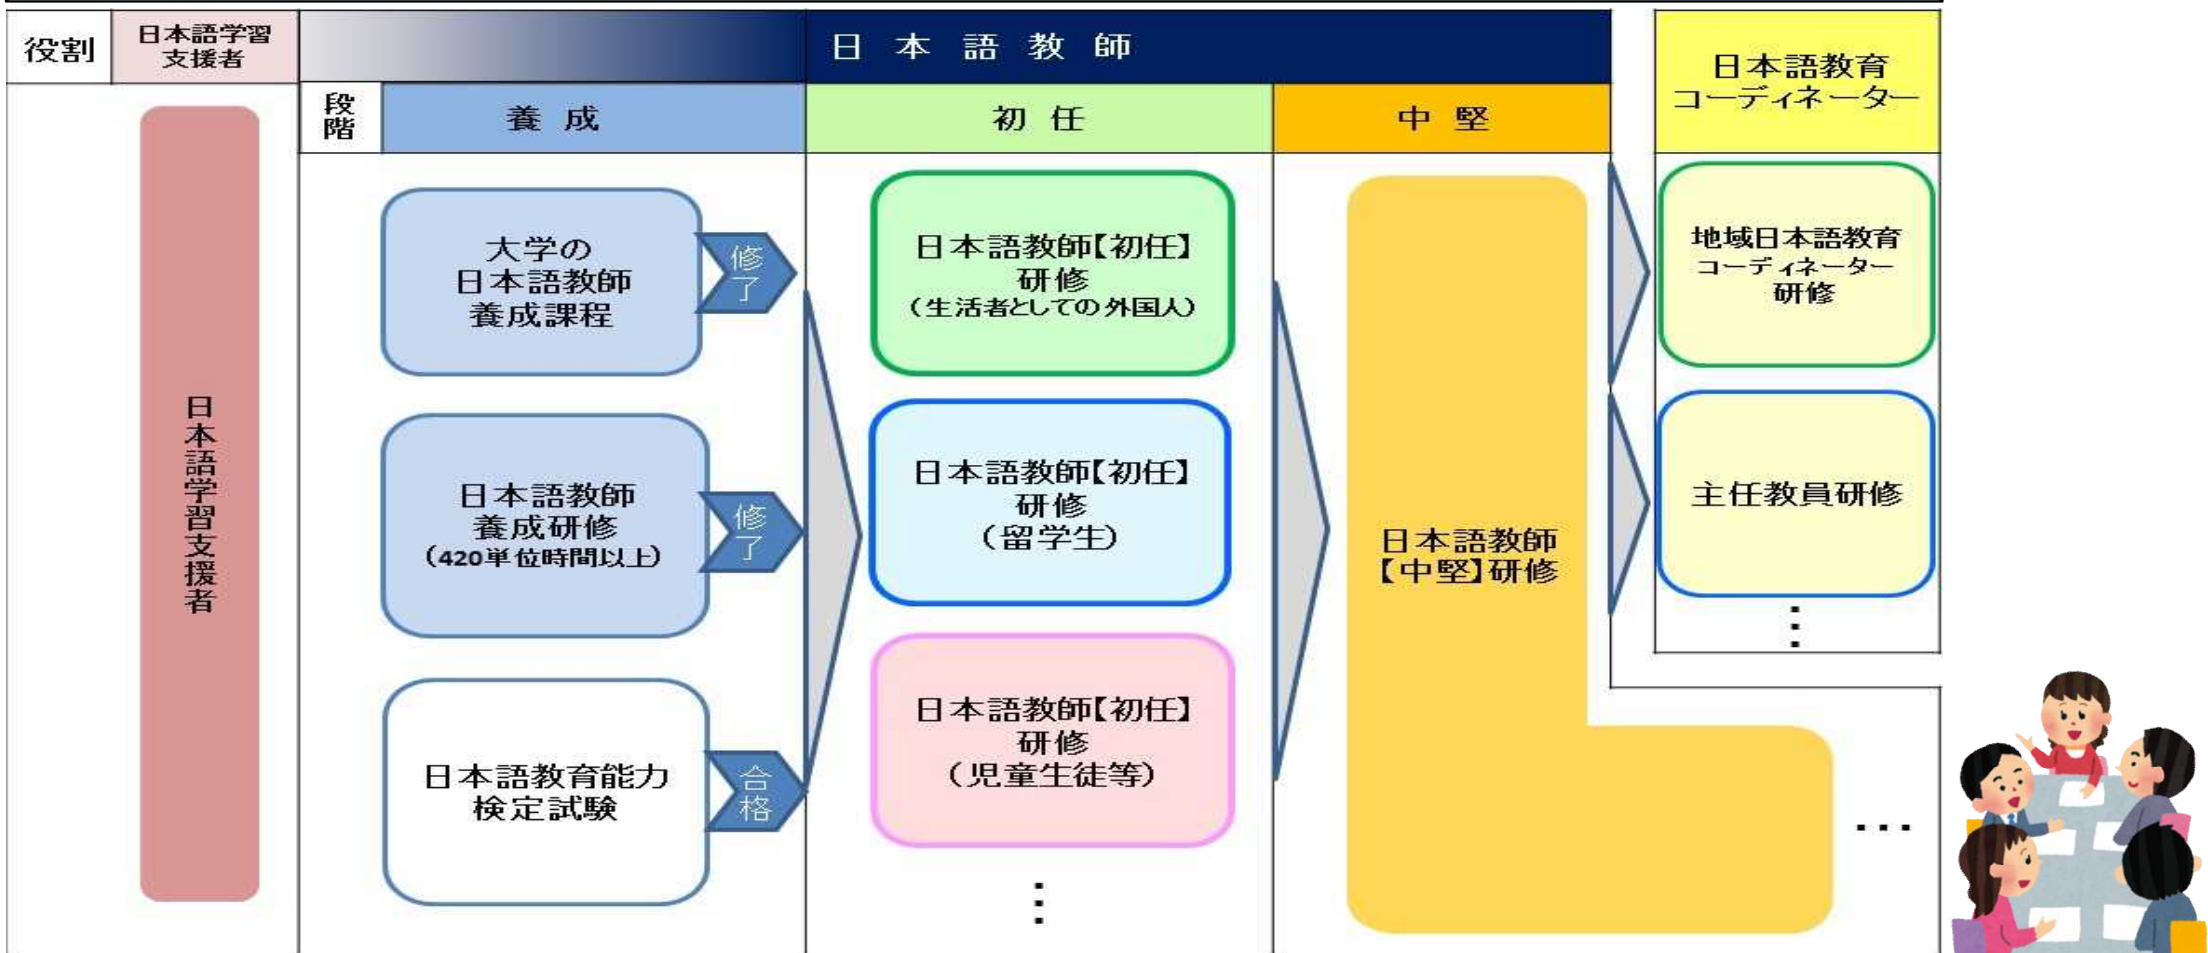 役割
日本語学習
支援者
日本語教師
日本語教育
コーディネーター
段階
養成
初任
中堅
日本語学習支援者
大学の
日本語教師
養成課程
修了
日本語教師
養成研修
（420単位時間以上）
修了
日本語教育能力
検定試験
合格
日本語教師【初任】
研修
（生活者としての外国人）
日本語教師【初任】
研修
（留学生）
日本語教師【初任】
研修
（児童生徒等）
⋮
日本語教師
【中堅】研修
…
地域日本語教育
コーディネーター
研修
主任教員研修
⋮